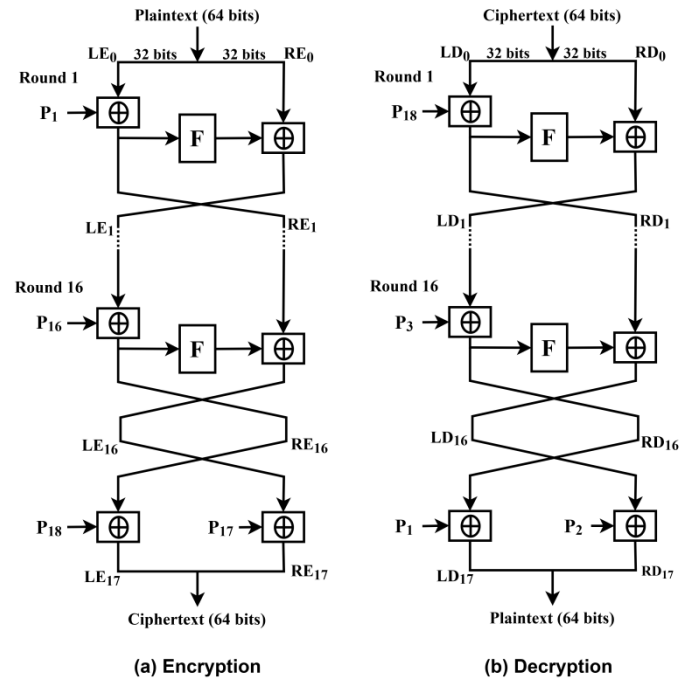 Plaintext (64 bits)
LE0 32 bits 32 bits RE0
Round 1
P1
F
LE1 RE1
Round 16
P16
F
LE16 RE16
P18 P17
LE17 RE17
Ciphertext (64 bits)
(a) Encryption
Ciphertext (64 bits)
LD0 32 bits 32 bits RD0
Round 1
P18
F
LD1 RD1
Round 16
P3
F
LD16 RD16
P1 P2
LD17 RD17
Plaintext (64 bits)
(b) Decryption